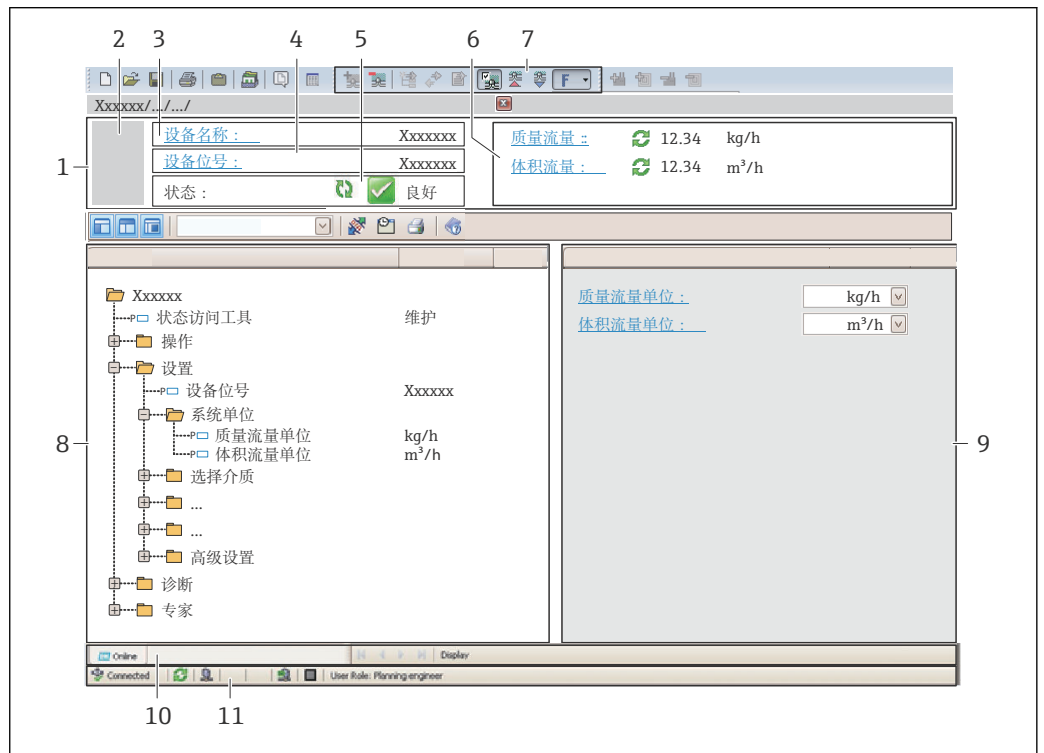 2 3 4 5 6 7
F
Xxxxxx/.../.../
1
设备名称： Xxxxxxx
设备位号： Xxxxxxx
状态： 良好
质量流量：: 12.34 kg/h
体积流量： 12.34 m³/h
Xxxxxx
P 状态访问工具 维护
操作
设置
P 设备位号 Xxxxxx
系统单位
P 质量流量单位 kg/h
P 体积流量单位 m³/h
选择介质
...
...
高级设置
诊断
专家
质量流量单位： kg/h
体积流量单位： m³/h
8
9
Online Display
Connected User Role: Planning engineer
10 11